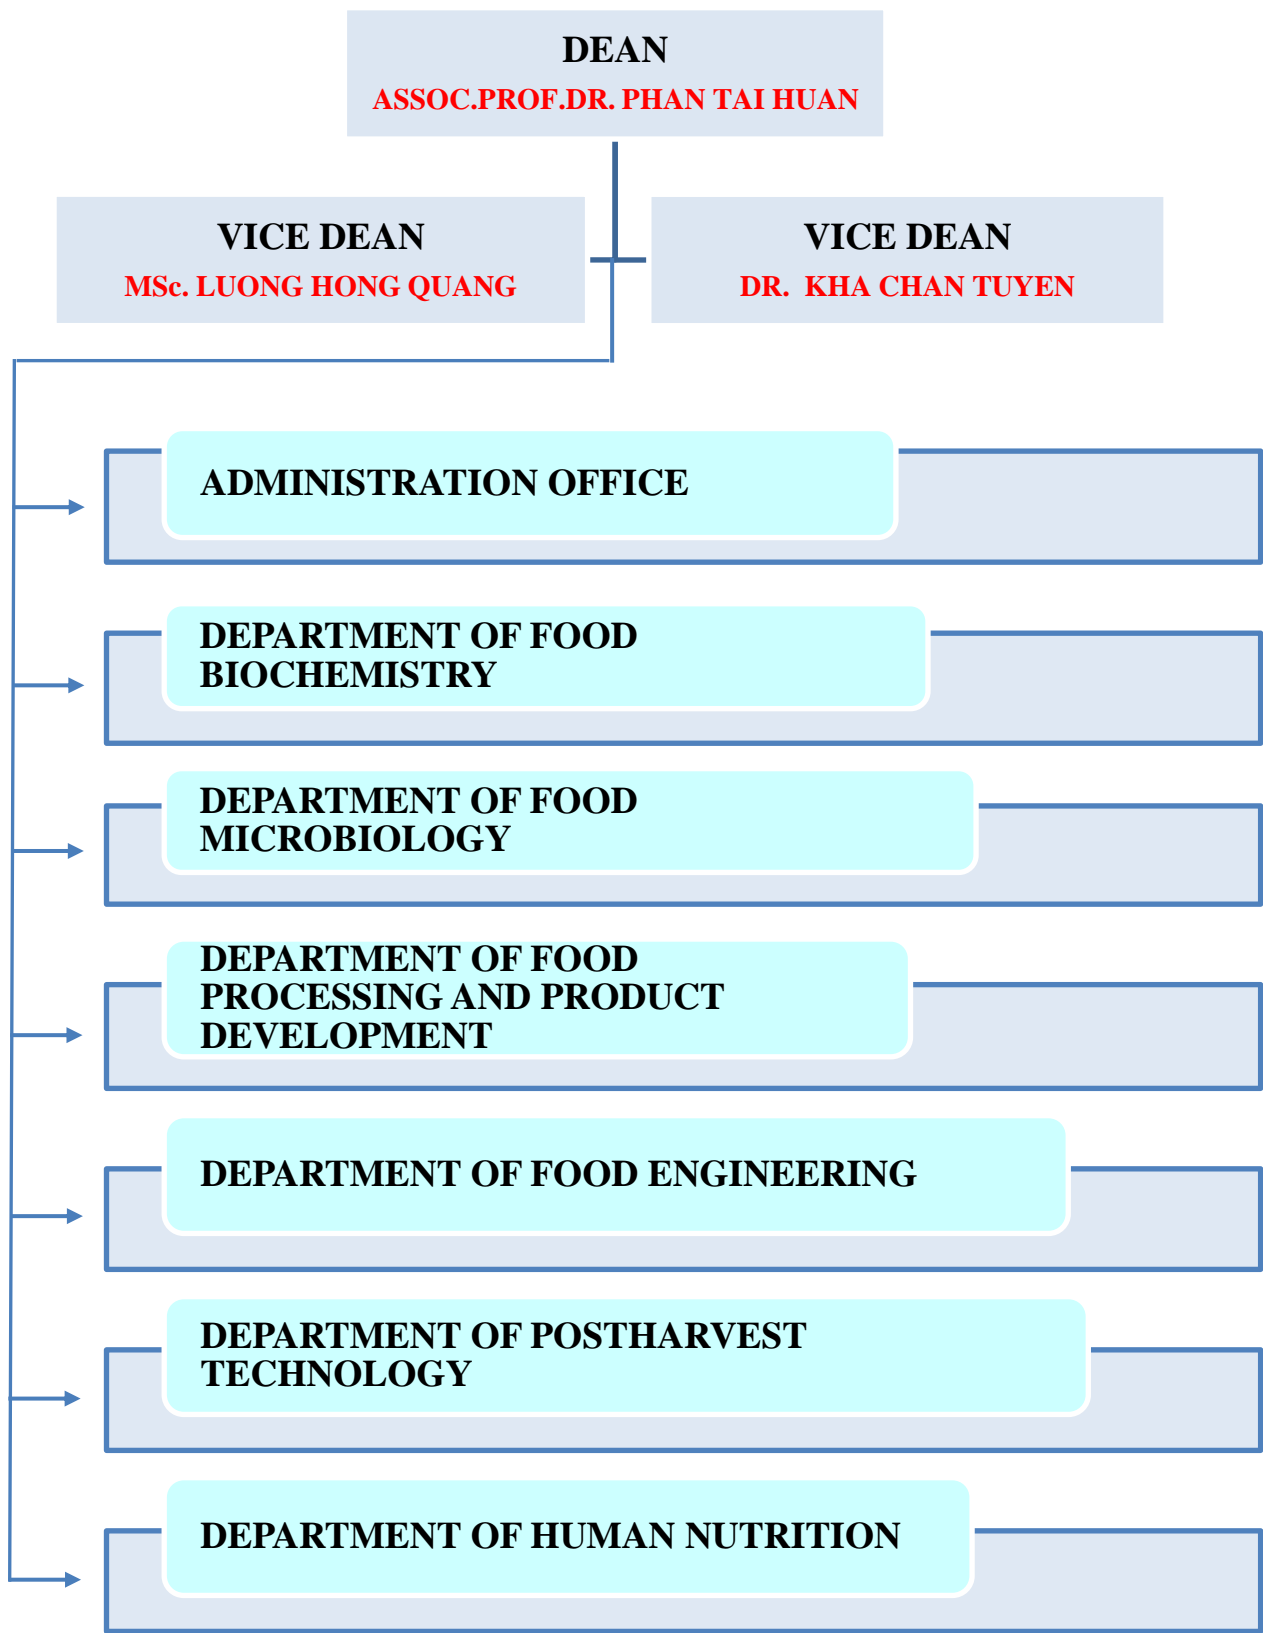 DEAN
ASSOC.PROF.DR. PHAN TAI HUAN
VICE DEAN
MSc. LUONG HONG QUANG
VICE DEAN
DR. KHA CHAN TUYEN
ADMINISTRATION OFFICE
DEPARTMENT OF FOOD
BIOCHEMISTRY
DEPARTMENT OF FOOD
MICROBIOLOGY
DEPARTMENT OF FOOD
PROCESSING AND PRODUCT
DEVELOPMENT
DEPARTMENT OF FOOD ENGINEERING
DEPARTMENT OF POSTHARVEST
TECHNOLOGY
DEPARTMENT OF HUMAN NUTRITION